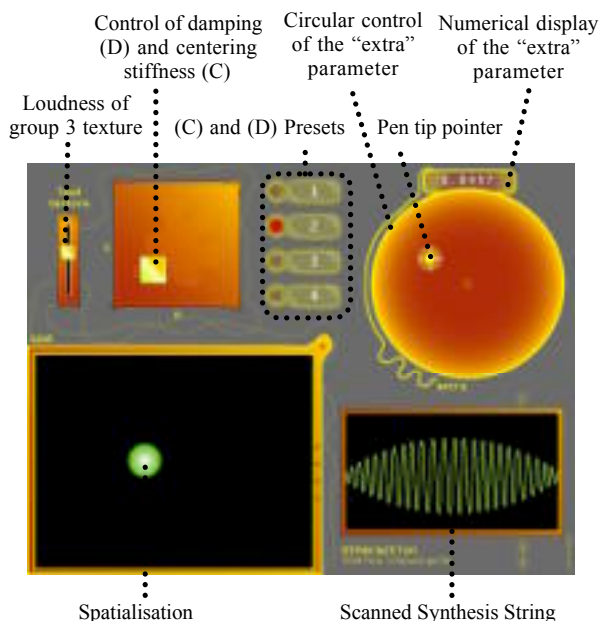 Control of damping
(D) and centering
stiffness (C)
Circular control
of the “extra”
parameter
Numerical display
of the “extra”
parameter
Loudness of
group 3 texture
(C) and (D) Presets
Pen tip pointer
1
2
3
4
extra
Spatialisation
Scanned Synthesis String